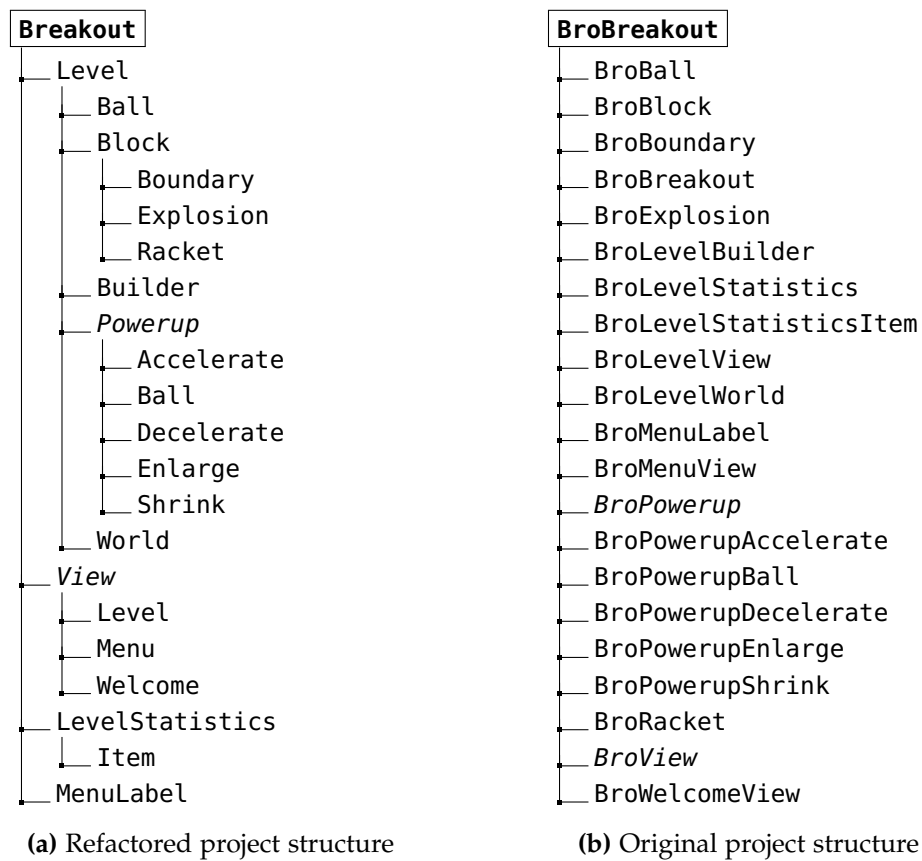 Breakout
Level
Ball
Block
Boundary
Explosion
Racket
Builder
Powerup
Accelerate
Ball
Decelerate
Enlarge
Shrink
World
View
Level
Menu
Welcome
LevelStatistics
Item
MenuLabel
(a) Refactored project structure
BroBreakout
BroBall
BroBlock
BroBoundary
BroBreakout
BroExplosion
BroLevelBuilder
BroLevelStatistics
BroLevelStatisticsItem
BroLevelView
BroLevelWorld
BroMenuLabel
BroMenuView
BroPowerup
BroPowerupAccelerate
BroPowerupBall
BroPowerupDecelerate
BroPowerupEnlarge
BroPowerupShrink
BroRacket
BroView
BroWelcomeView
(b) Original project structure